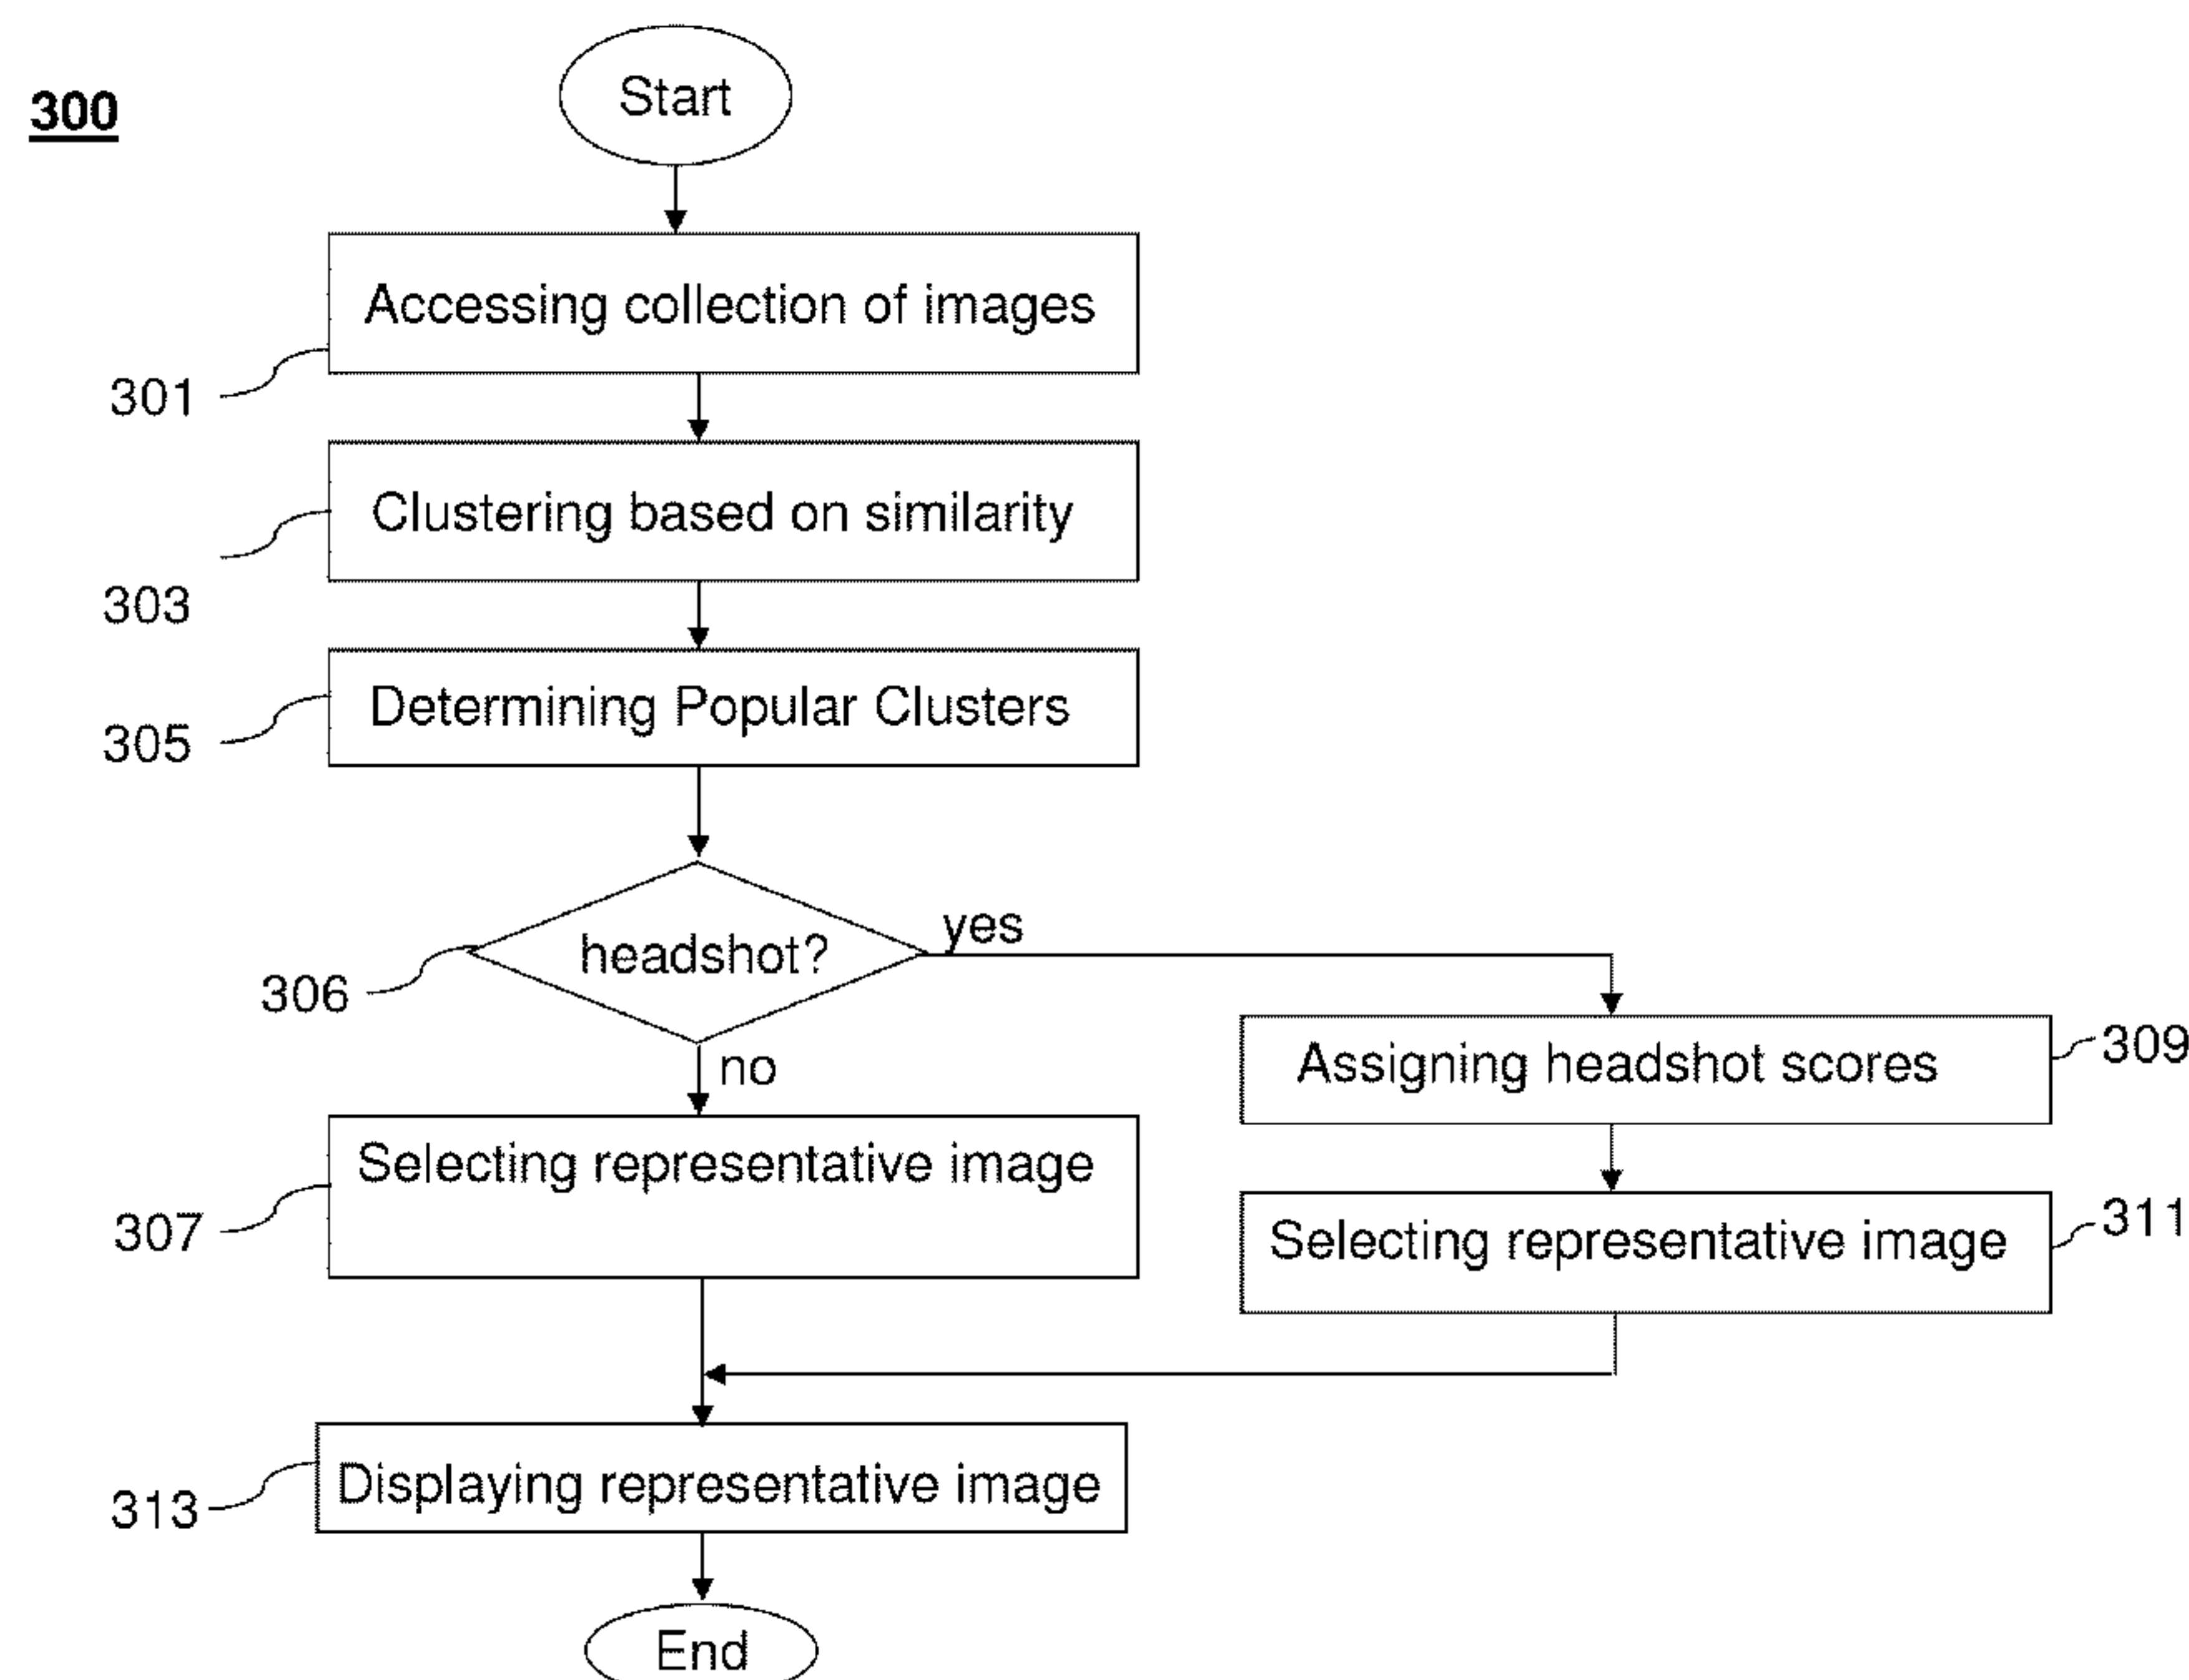 300
Start
Accessing collection of images
301
Clustering based on similarity
303
Determining Popular Clusters
305
headshot?
yes
306
no
Assigning headshot scores
309
Selecting representative image
307
Selecting representative image
311
Displaying representative image
313
End